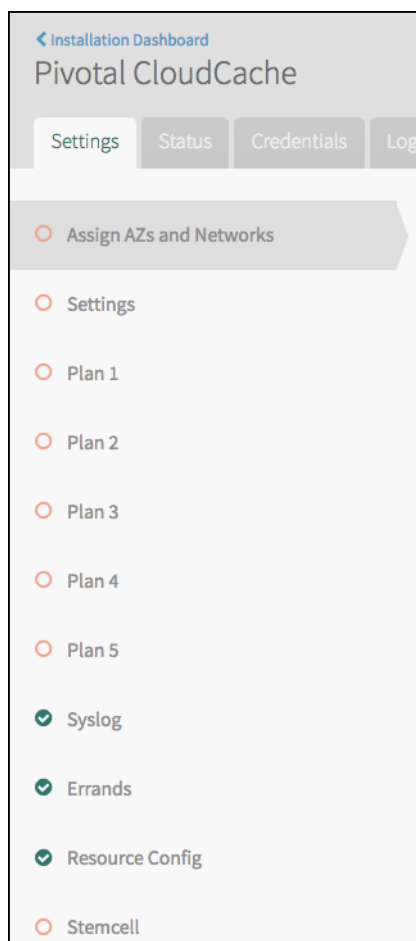 Installation Dashboard
Pivotal CloudCache
Settings Status Credentials Log
Assign AZs and Networks
Settings
Plan 1
Plan 2
Plan 3
Plan 4
Plan 5
Syslog
Errands
Resource Config
Stemcell